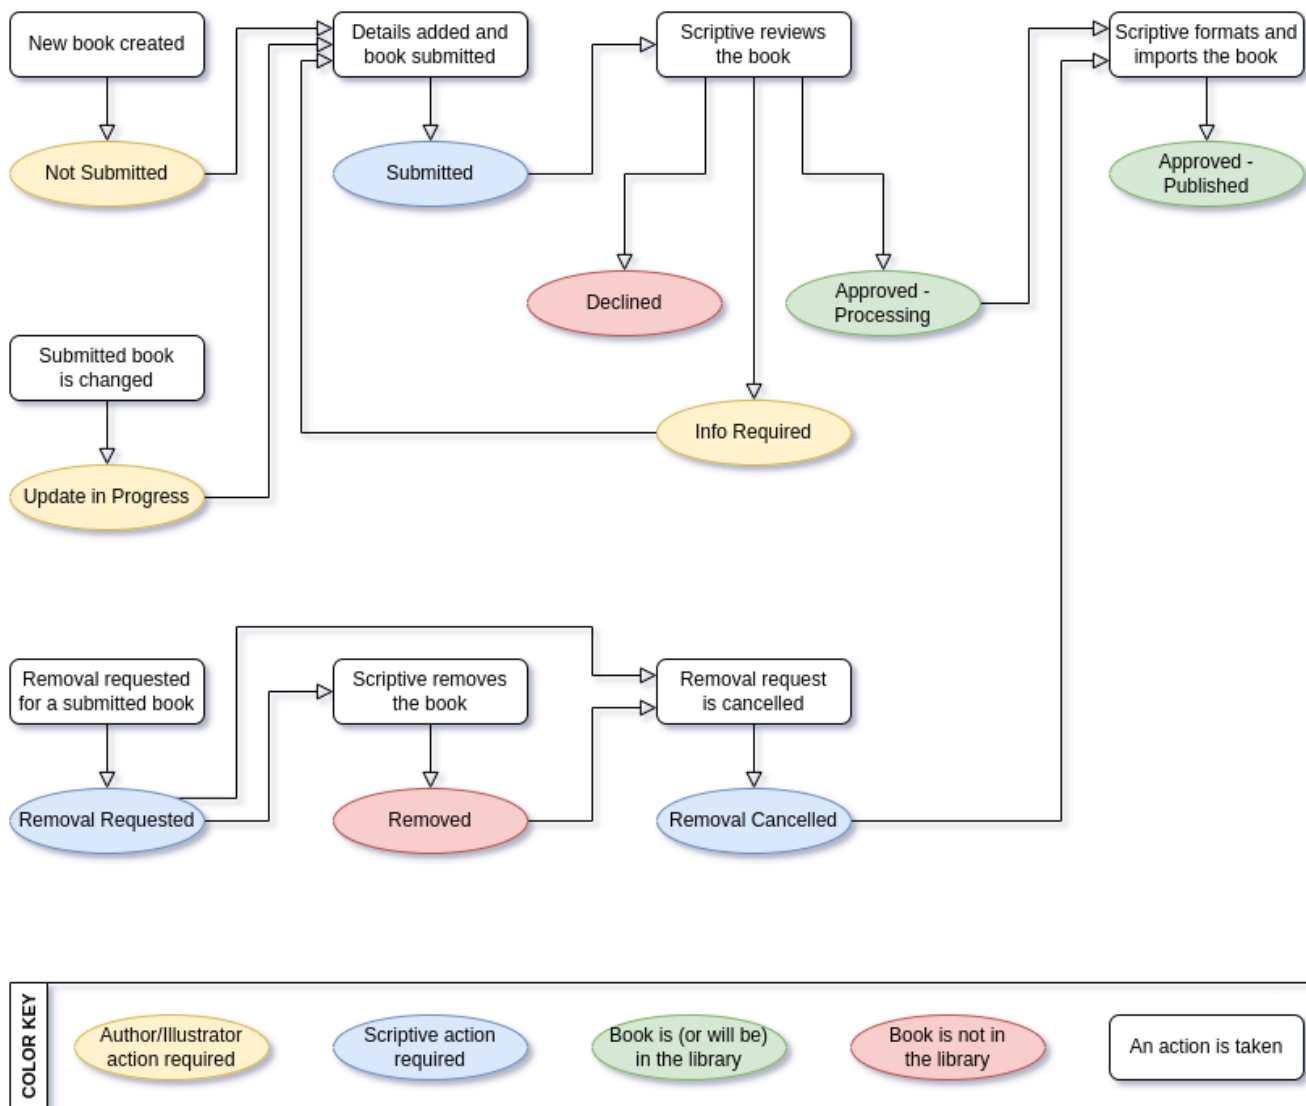 New book created
Details added and
book submitted
Scriptive reviews
the book
Scriptive formats and
imports the book
Not Submitted
Submitted
Approved -
Published
Declined
Approved -
Processing
Submitted book
is changed
Info Required
Update in Progress
Removal requested
for a submitted book
Scriptive removes
the book
Removal request
is cancelled
Removal Requested
Removed
Removal Cancelled
COLOR KEY
Author/Illustrator
action required
Scriptive action
required
Book is (or will be)
in the library
Book is not in
the library
An action is taken